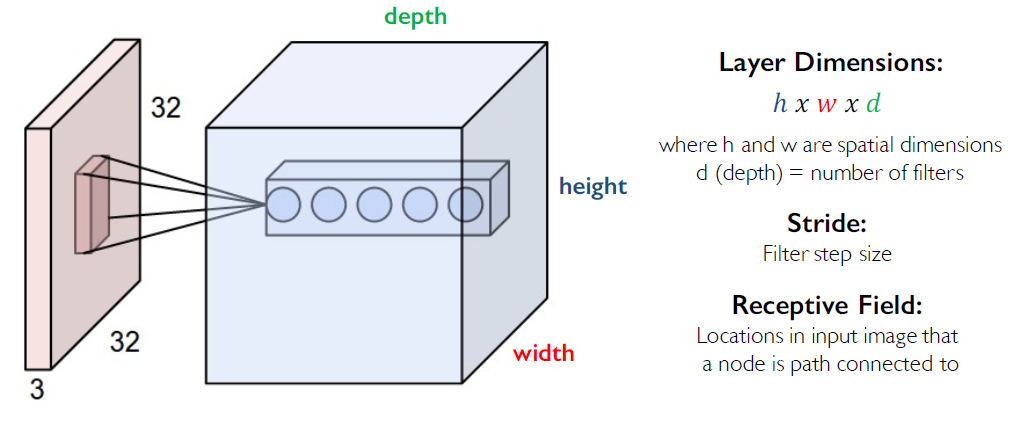 depth
32
height
32
width
3
Layer Dimensions:
h x w x d
where h and w are spatial dimensions
d (depth) = number of filters
Stride:
Filter step size
Receptive Field:
Locations in input image that
a node is path connected to